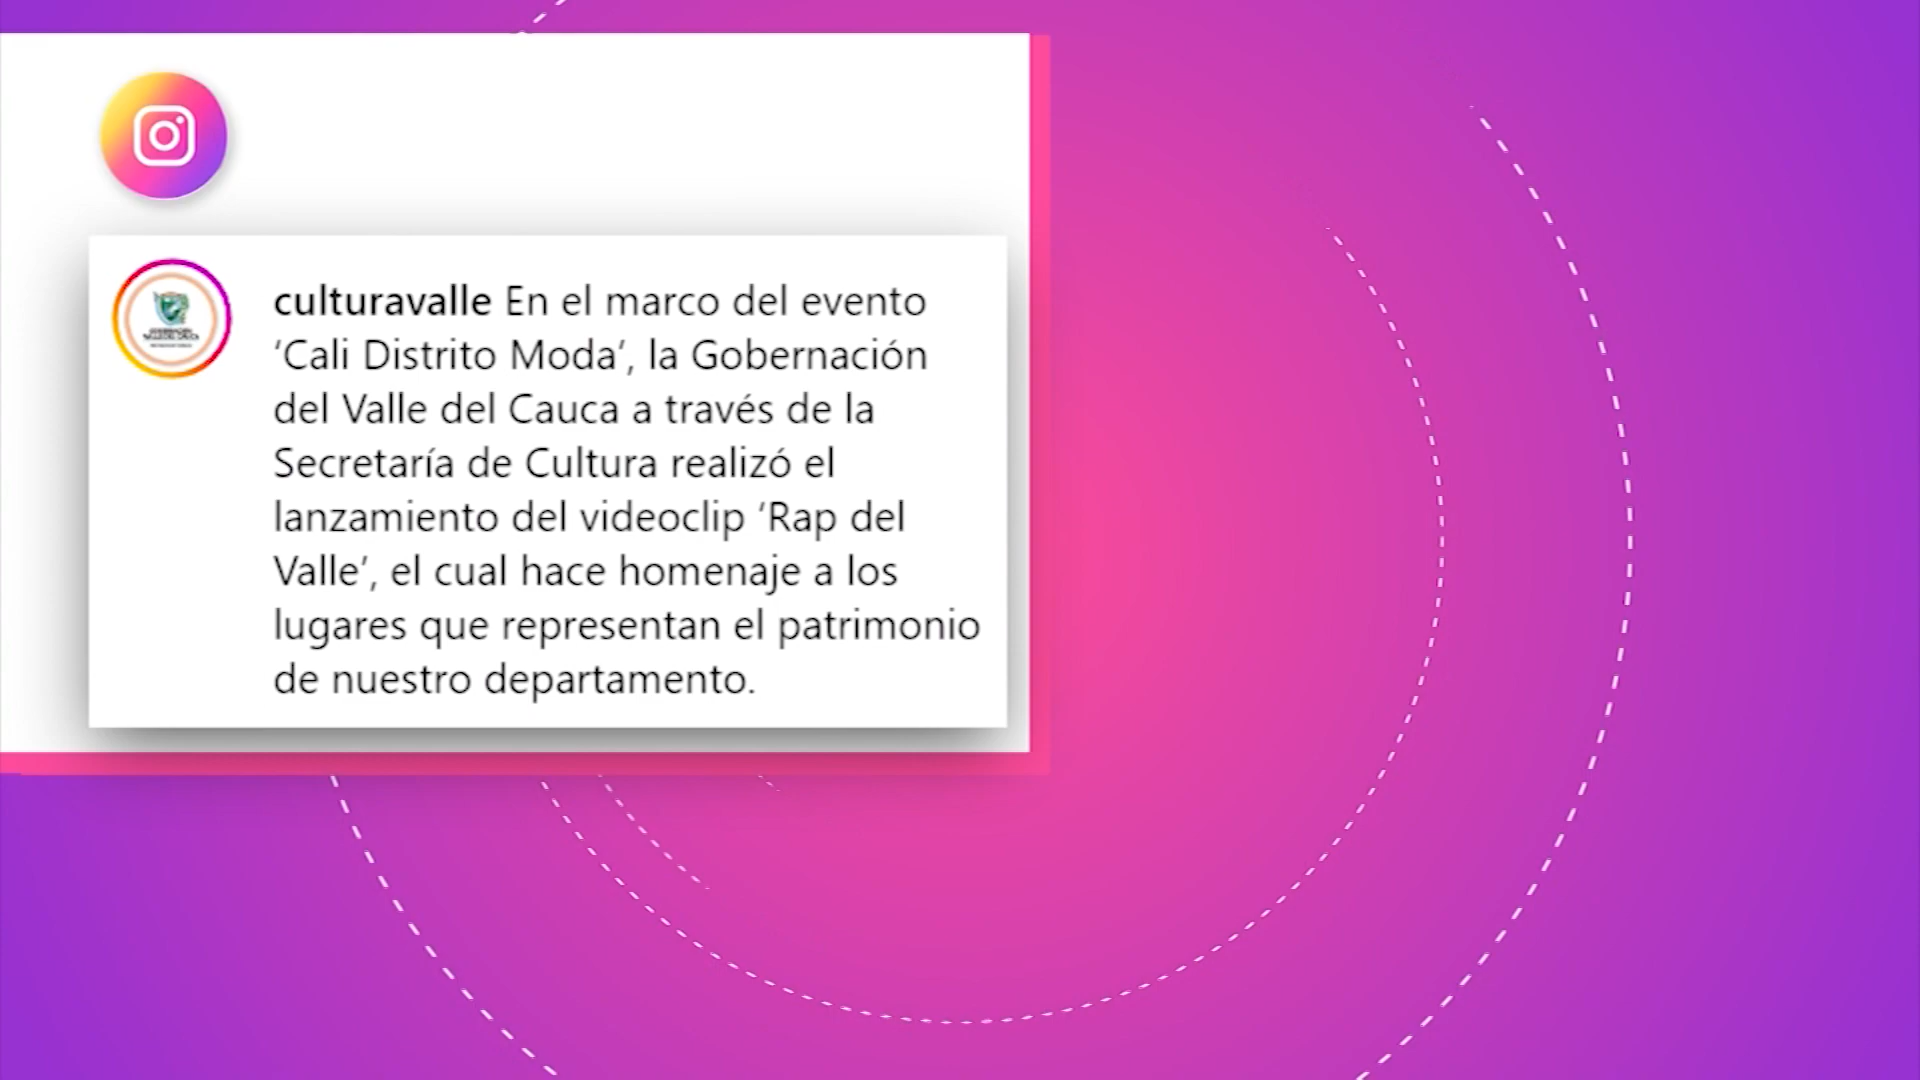 culturavalle En el marco del evento
‘Cali Distrito Moda’, la Gobernación
del Valle del Cauca a través de la
Secretaría de Cultura realizó el
lanzamiento del videoclip ‘Rap del
Valle’, el cual hace homenaje a los
lugares que representan el patrimonio
de nuestro departamento.